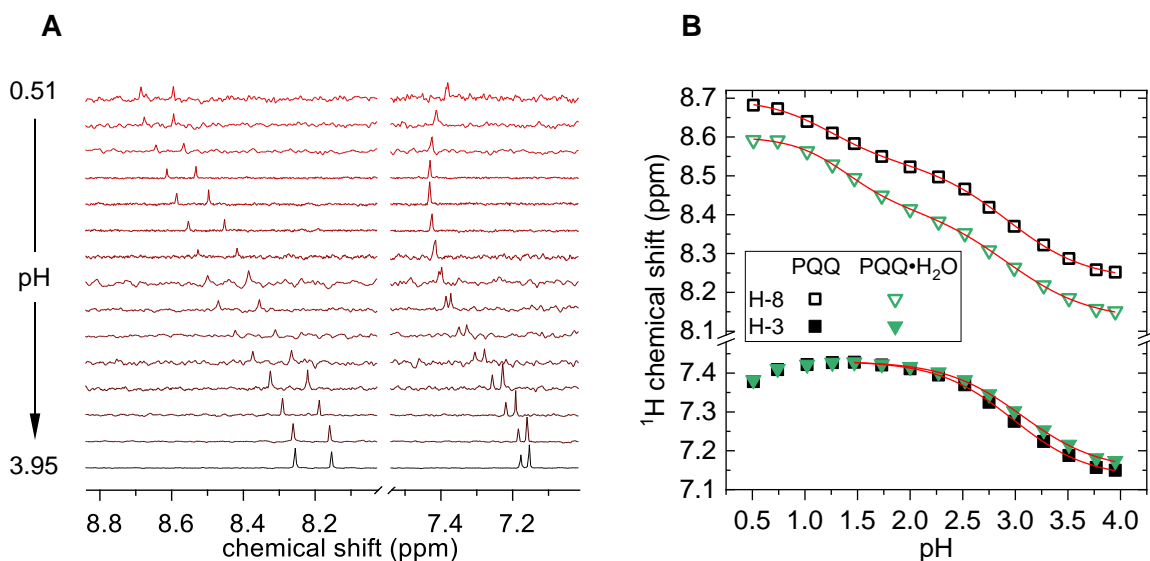 A
0.51
pH
3.95
8.8 8.6 8.4 8.2 7.4 7.2
chemical shift (ppm)
B
8.7
8.6
8.5
8.4
8.3
8.2
8.1
7.4
7.3
7.2
7.1
¹H chemical shift (ppm)
PQQ PQQ•H₂O
H-8
H-3
0.5 1.0 1.5 2.0 2.5 3.0 3.5 4.0
pH